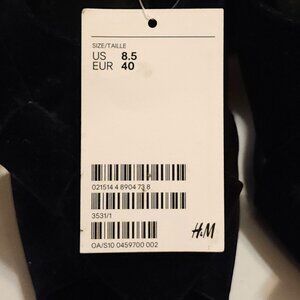 SIZE/TAILLE
US 8.5
EUR 40
021514 4 8904 73 8
3531/1
H&M
OA/S10 0459700 002